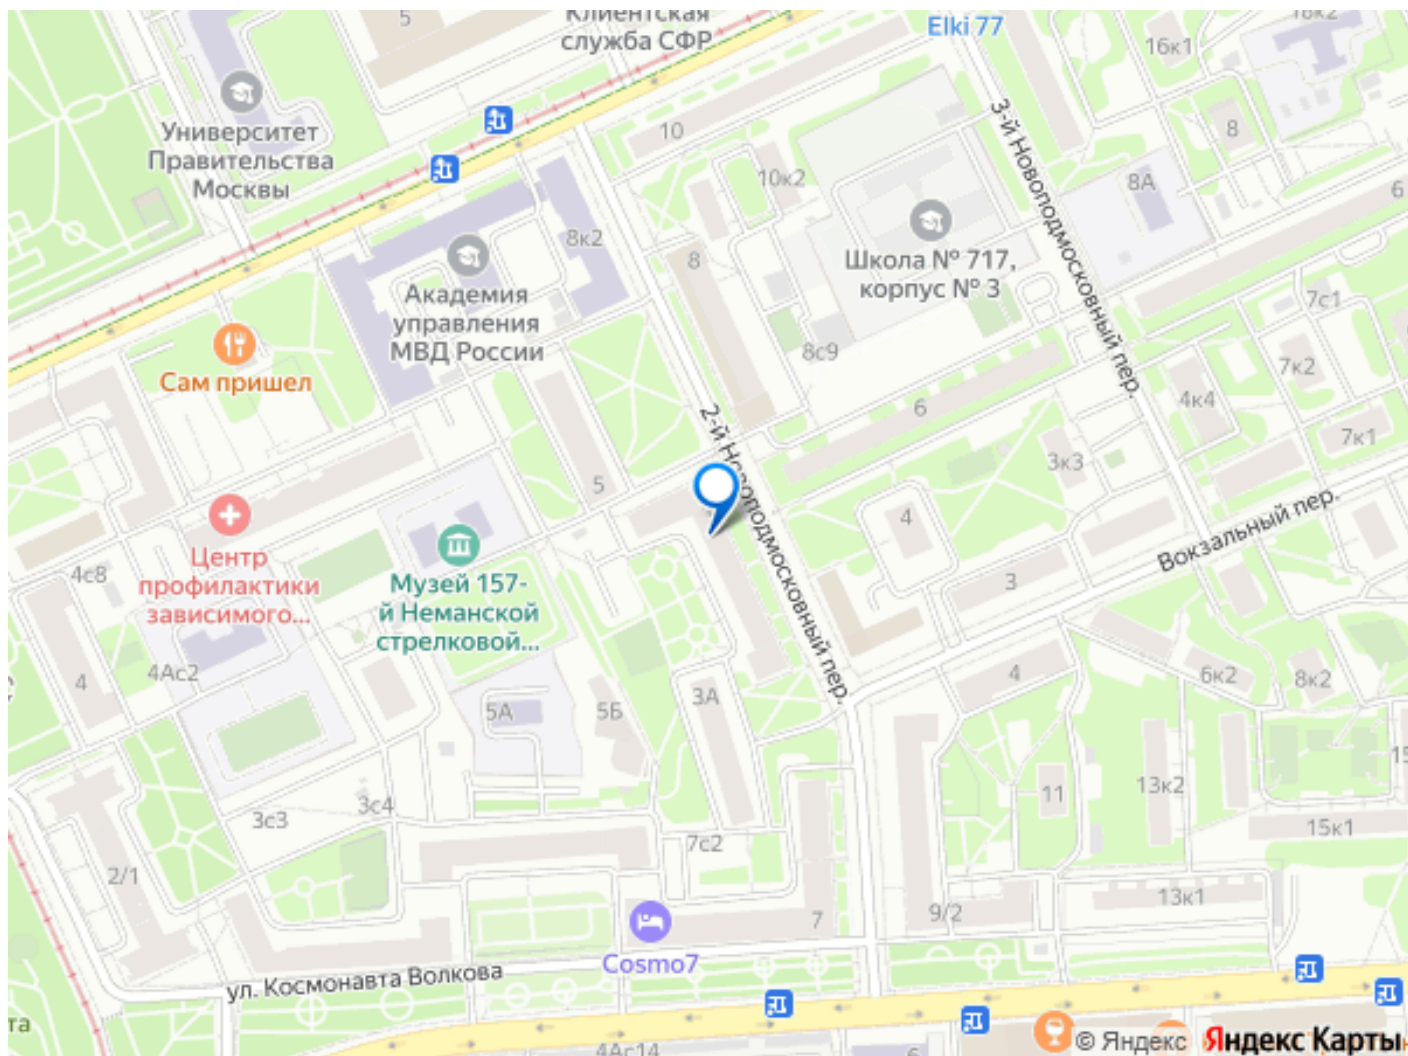 5
Клиентская
служба СФР
Elki 77
16к1
16к2
Университет
Правительства
Москвы
10
10к2
8
8А
6
3-й Новоподмосковный пер.
Школа № 717,
корпус № 3
8к2
8
Академия
управления
МВД России
7с1
8с9
7к2
Сам пришел
6
4к4
7к1
2-й Новоподмосковный пер.
3к3
5
4
Вокзальный пер.
Центр
профилактики
зависимого...
4с8
Музей 157-
й Неманской
стрелковой...
3
4
4Ас2
4
6к2
8к2
5А
5Б
3А
11
13к2
3с3
3с4
15к1
7с2
2/1
13к1
7
9/2
Cosmo7
ул. Космонавта Волкова
та
4Ас14
6
© Яндекс Яндекс Карты